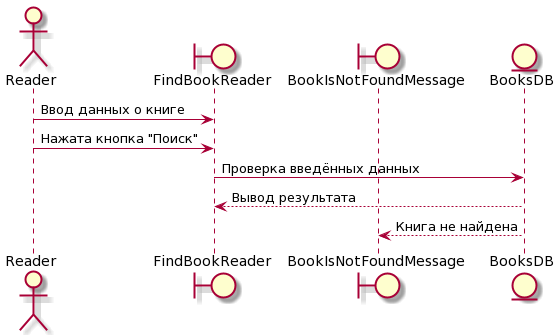 Reader FindBookReader BookIsNotFoundMessage BooksDB
Ввод данных о книге
Нажата кнопка "Поиск"
Проверка введённых данных
Вывод результата
Книга не найдена
Reader FindBookReader BookIsNotFoundMessage BooksDB